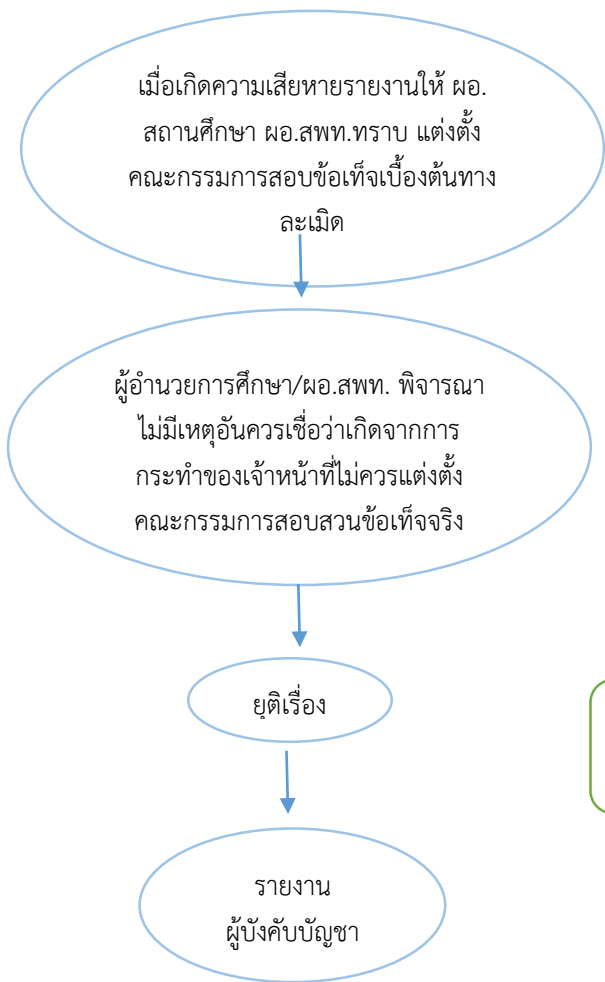 เมื่อเกิดความเสียหายรายงานให้ ผอ.
สถานศึกษา ผอ.สพท.ทราบ แต่งตั้ง
คณะกรรมการสอบข้อเท็จเบื้องต้นทาง
ละเมิด
ผู้อำนวยการศึกษา/ผอ.สพท. พิจารณา
ไม่มีเหตุอันควรเชื่อว่าเกิดจากการ
กระทำของเจ้าหน้าที่ไม่ควรแต่งตั้ง
คณะกรรมการสอบสวนข้อเท็จจริง
ยุติเรื่อง
รายงาน
ผู้บังคับบัญชา